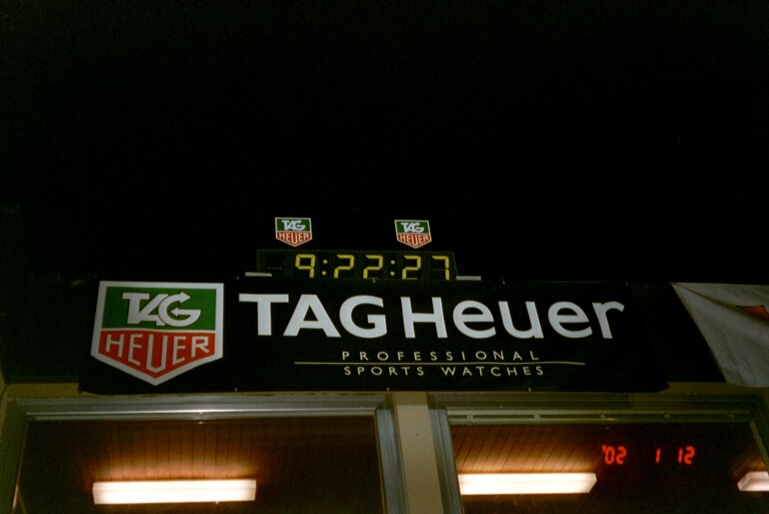 TAG
HEUER
TAG
HEUER
9:22:27
TAG
HEUER
TAGHeuer
PROFESSIONAL
SPORTS WATCHES
'02 1 12